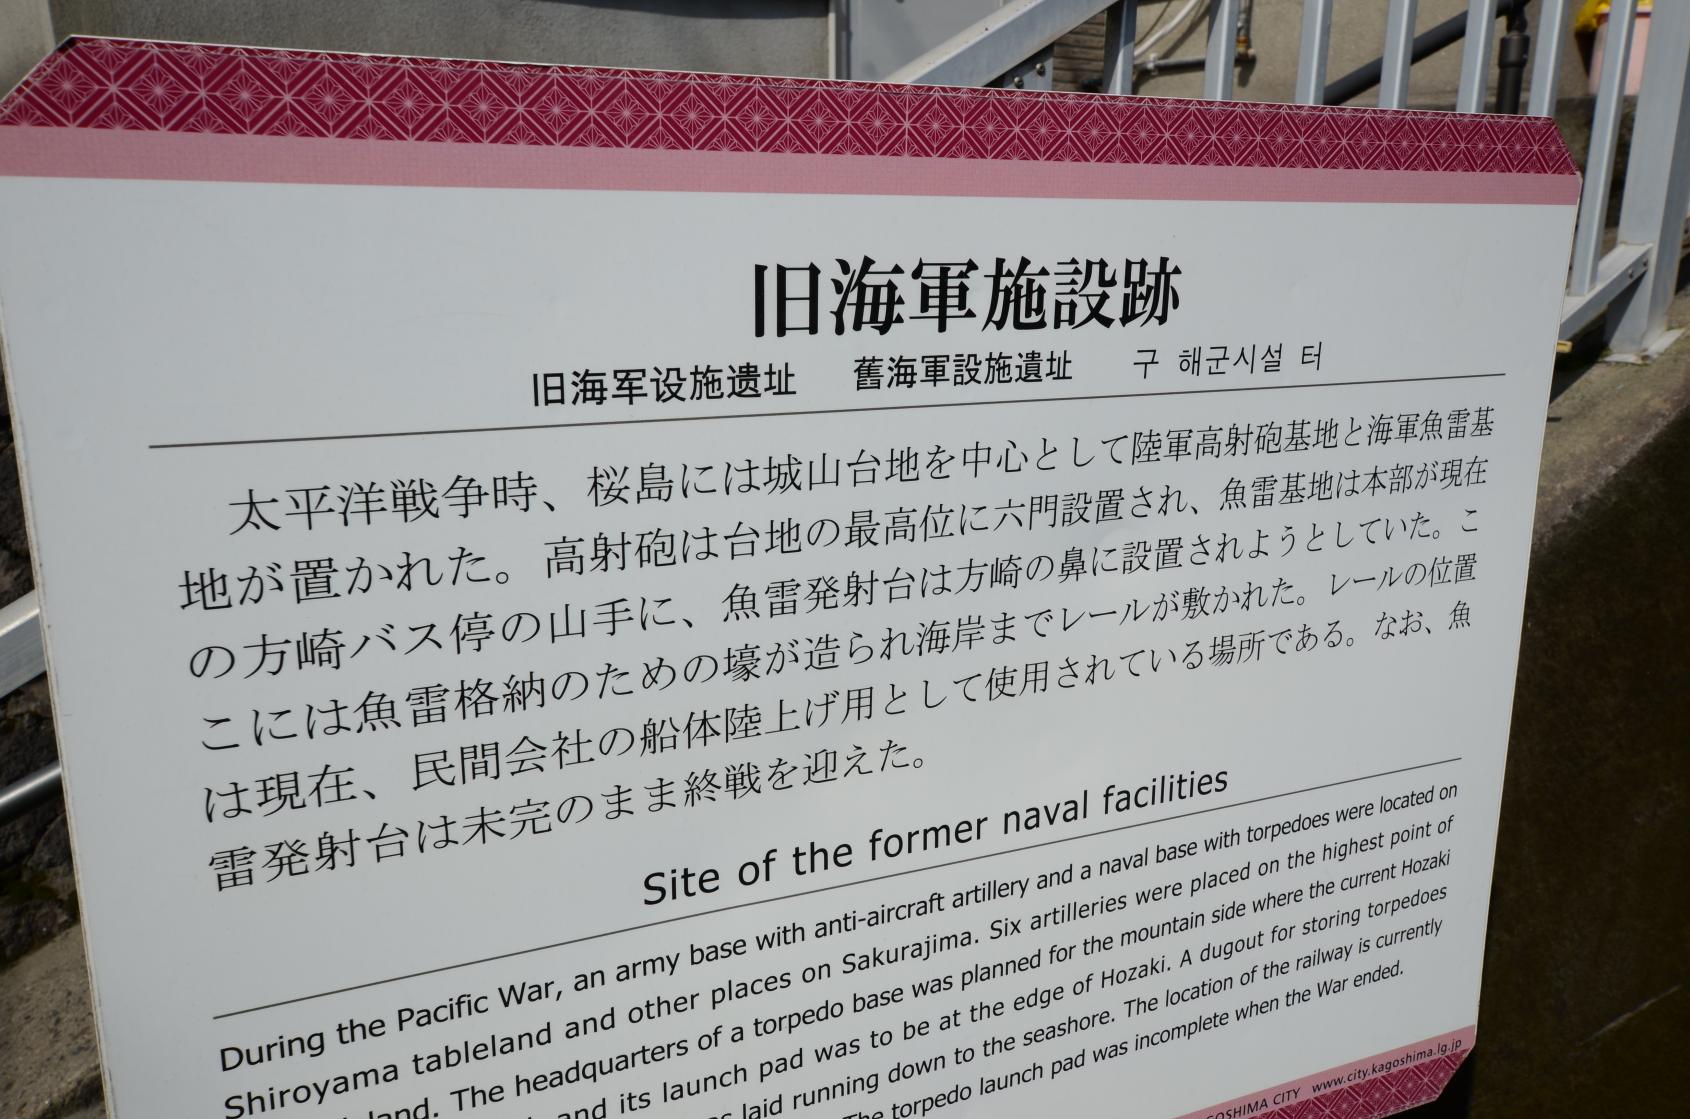 旧海軍施設跡
旧海军设施遗址 舊海軍設施遺址 구 해군시설 터
太平洋戦争時、桜島には城山台地を中心として陸軍高射砲基地と海軍魚雷基
地が置かれた。高射砲は台地の最高位に六門設置され、魚雷基地は本部が現在
の方崎バス停の山手に、魚雷発射台は方崎の鼻に設置されようとしていた。こ
こには魚雷格納のための壕が造られ海岸までレールが敷かれた。レールの位置
は現在、民間会社の船体陸上げ用として使用されている場所である。なお、魚
雷発射台は未完のまま終戦を迎えた。
Site of the former naval facilities
During the Pacific War, an army base with anti-aircraft artillery and a naval base with torpedoes were located on
Shiroyama tableland and other places on Sakurajima. Six artilleries were placed on the highest point of
The headquarters of a torpedo base was planned for the mountain side where the current Hozaki
and its launch pad was to be at the edge of Hozaki. A dugout for storing torpedoes
laid running down to the seashore. The location of the railway is currently
The torpedo launch pad was incomplete when the War ended.
CITY www.city.kagoshima.lg.jp